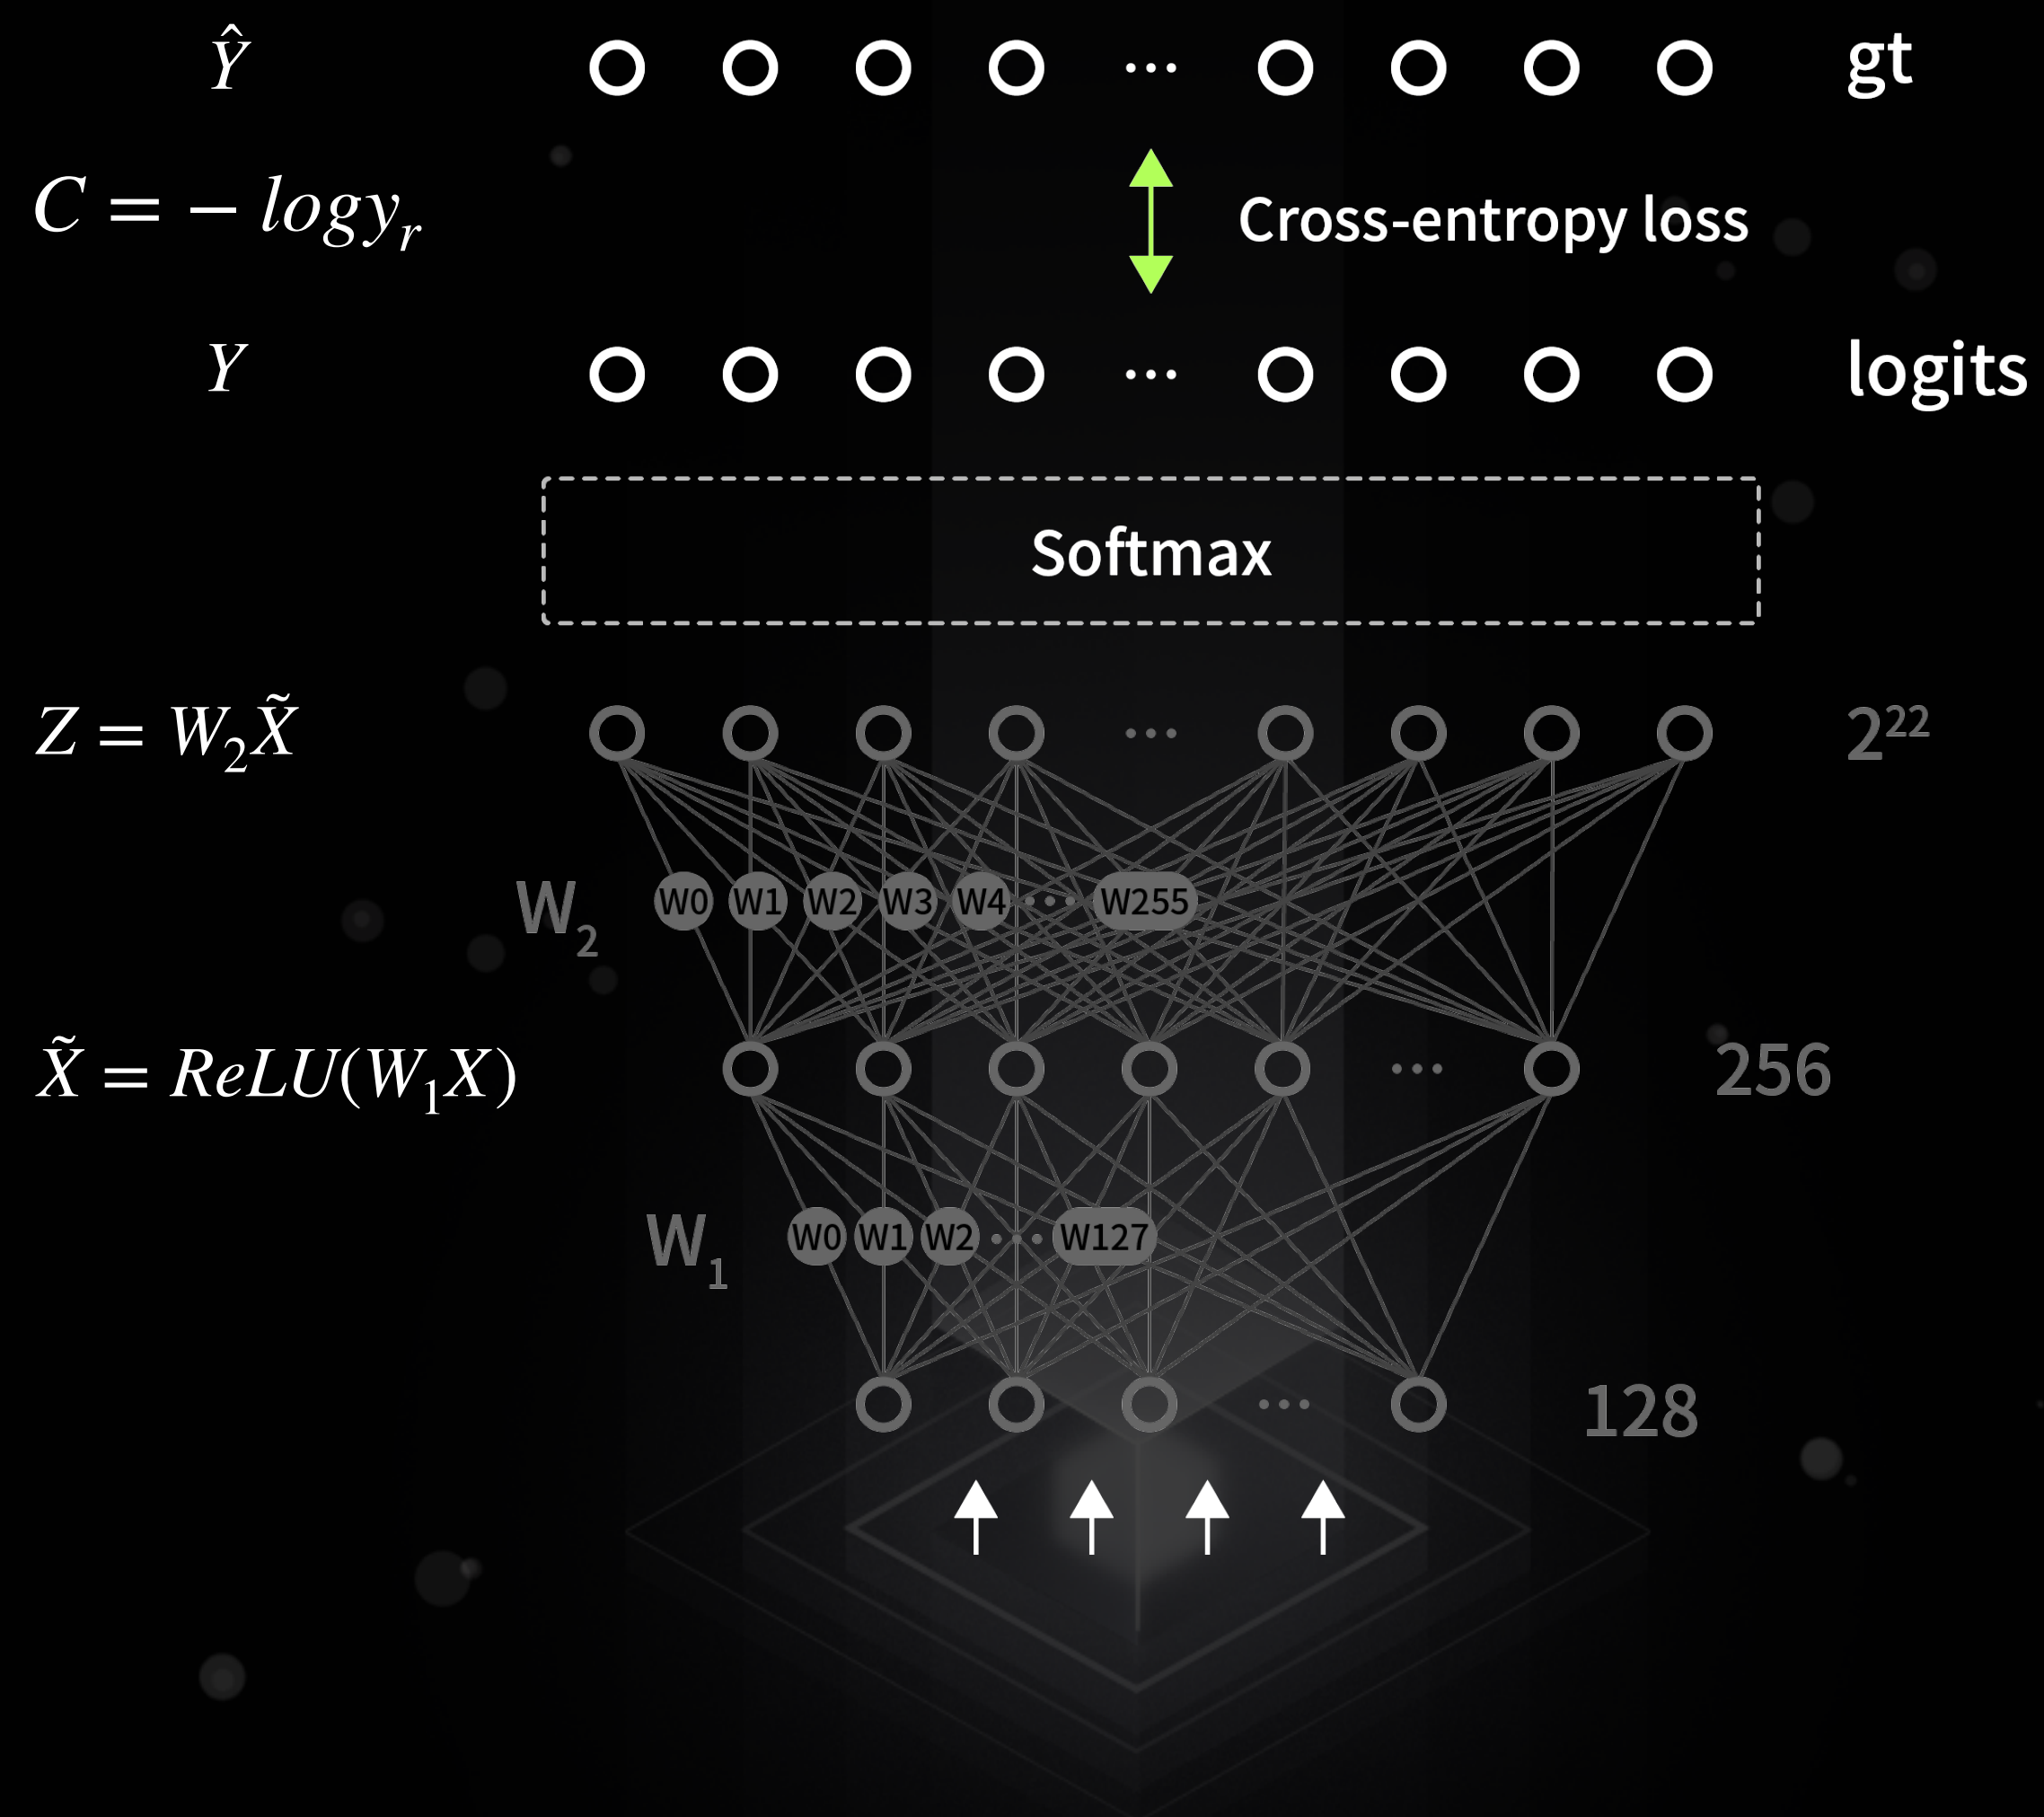 Ŷ ... gt
C = − logy_r Cross-entropy loss
Y ... logits
Softmax
Z = W₂X̃ ... 2²²
W₂ W0 W1 W2 W3 W4 ... W255
X̃ = ReLU(W₁X) ... 256
W₁ W0 W1 W2 ... W127
... 128